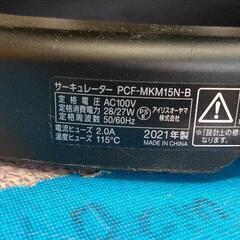 サーキュレーター PCF-MKM15N-B
定格電圧 AC100V
定格消費電力 28/27W
定格周波数 50/60Hz
PSE
アイリスオーヤマ
株式会社
電流ヒューズ 2.0A
温度ヒューズ 115℃
2021年製
MADE IN CHINA